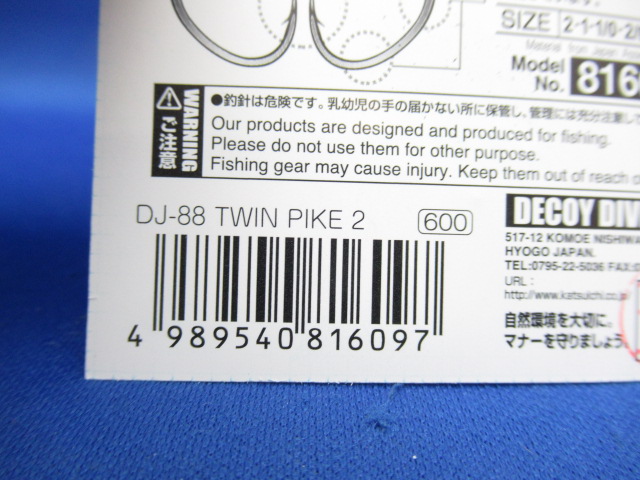 SIZE 2-1-1/0-2/
Material from Japan
Model No. 816
WARNING
ご注意
●釣針は危険です。乳幼児の手の届かない所に保管し、管理には充分注意し
Our products are designed and produced for fishing.
Please do not use them for other purpose.
Fishing gear may cause injury. Keep them out of reach o
DJ-88 TWIN PIKE 2 600
4 989540 816097
DECOY DIV
517-12 KOMOE NISHIWA
HYOGO JAPAN.
TEL:0795-22-5036 FAX:
URL :
http://www.katsuichi.co.jp
自然環境を大切に。
マナーを守りましょう